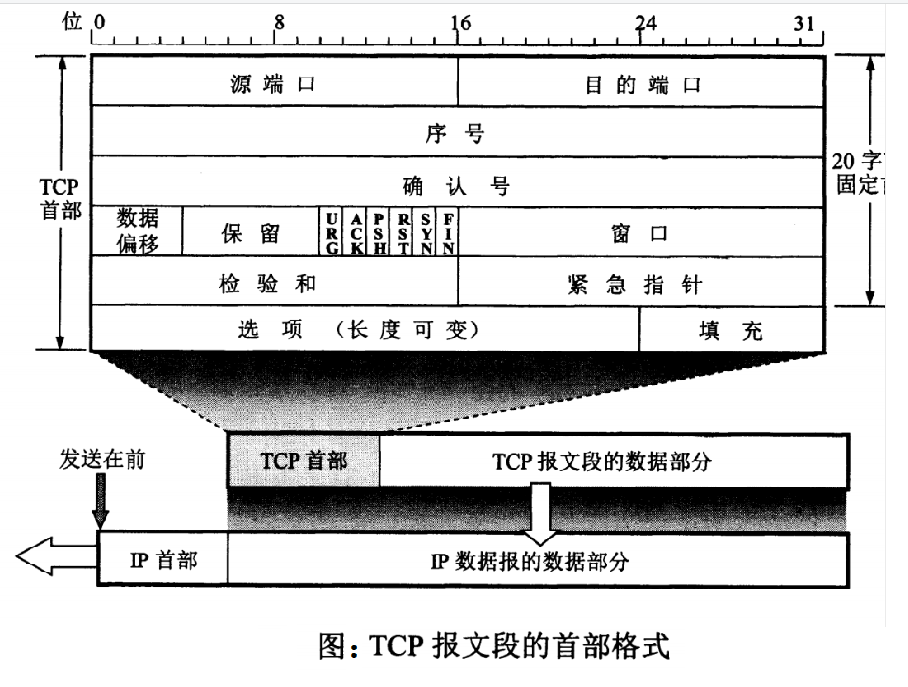 位 0 8 16 24 31
源端口 目的端口
序号
20 字
TCP 确认号 固定
首部
数据 保留 URG ACK PSH RST SYN FIN 窗口
偏移
检验和 紧急指针
选项 (长度可变) 填充
发送在前 TCP 首部 TCP 报文段的数据部分
IP 首部 IP 数据报的数据部分
图: TCP 报文段的首部格式